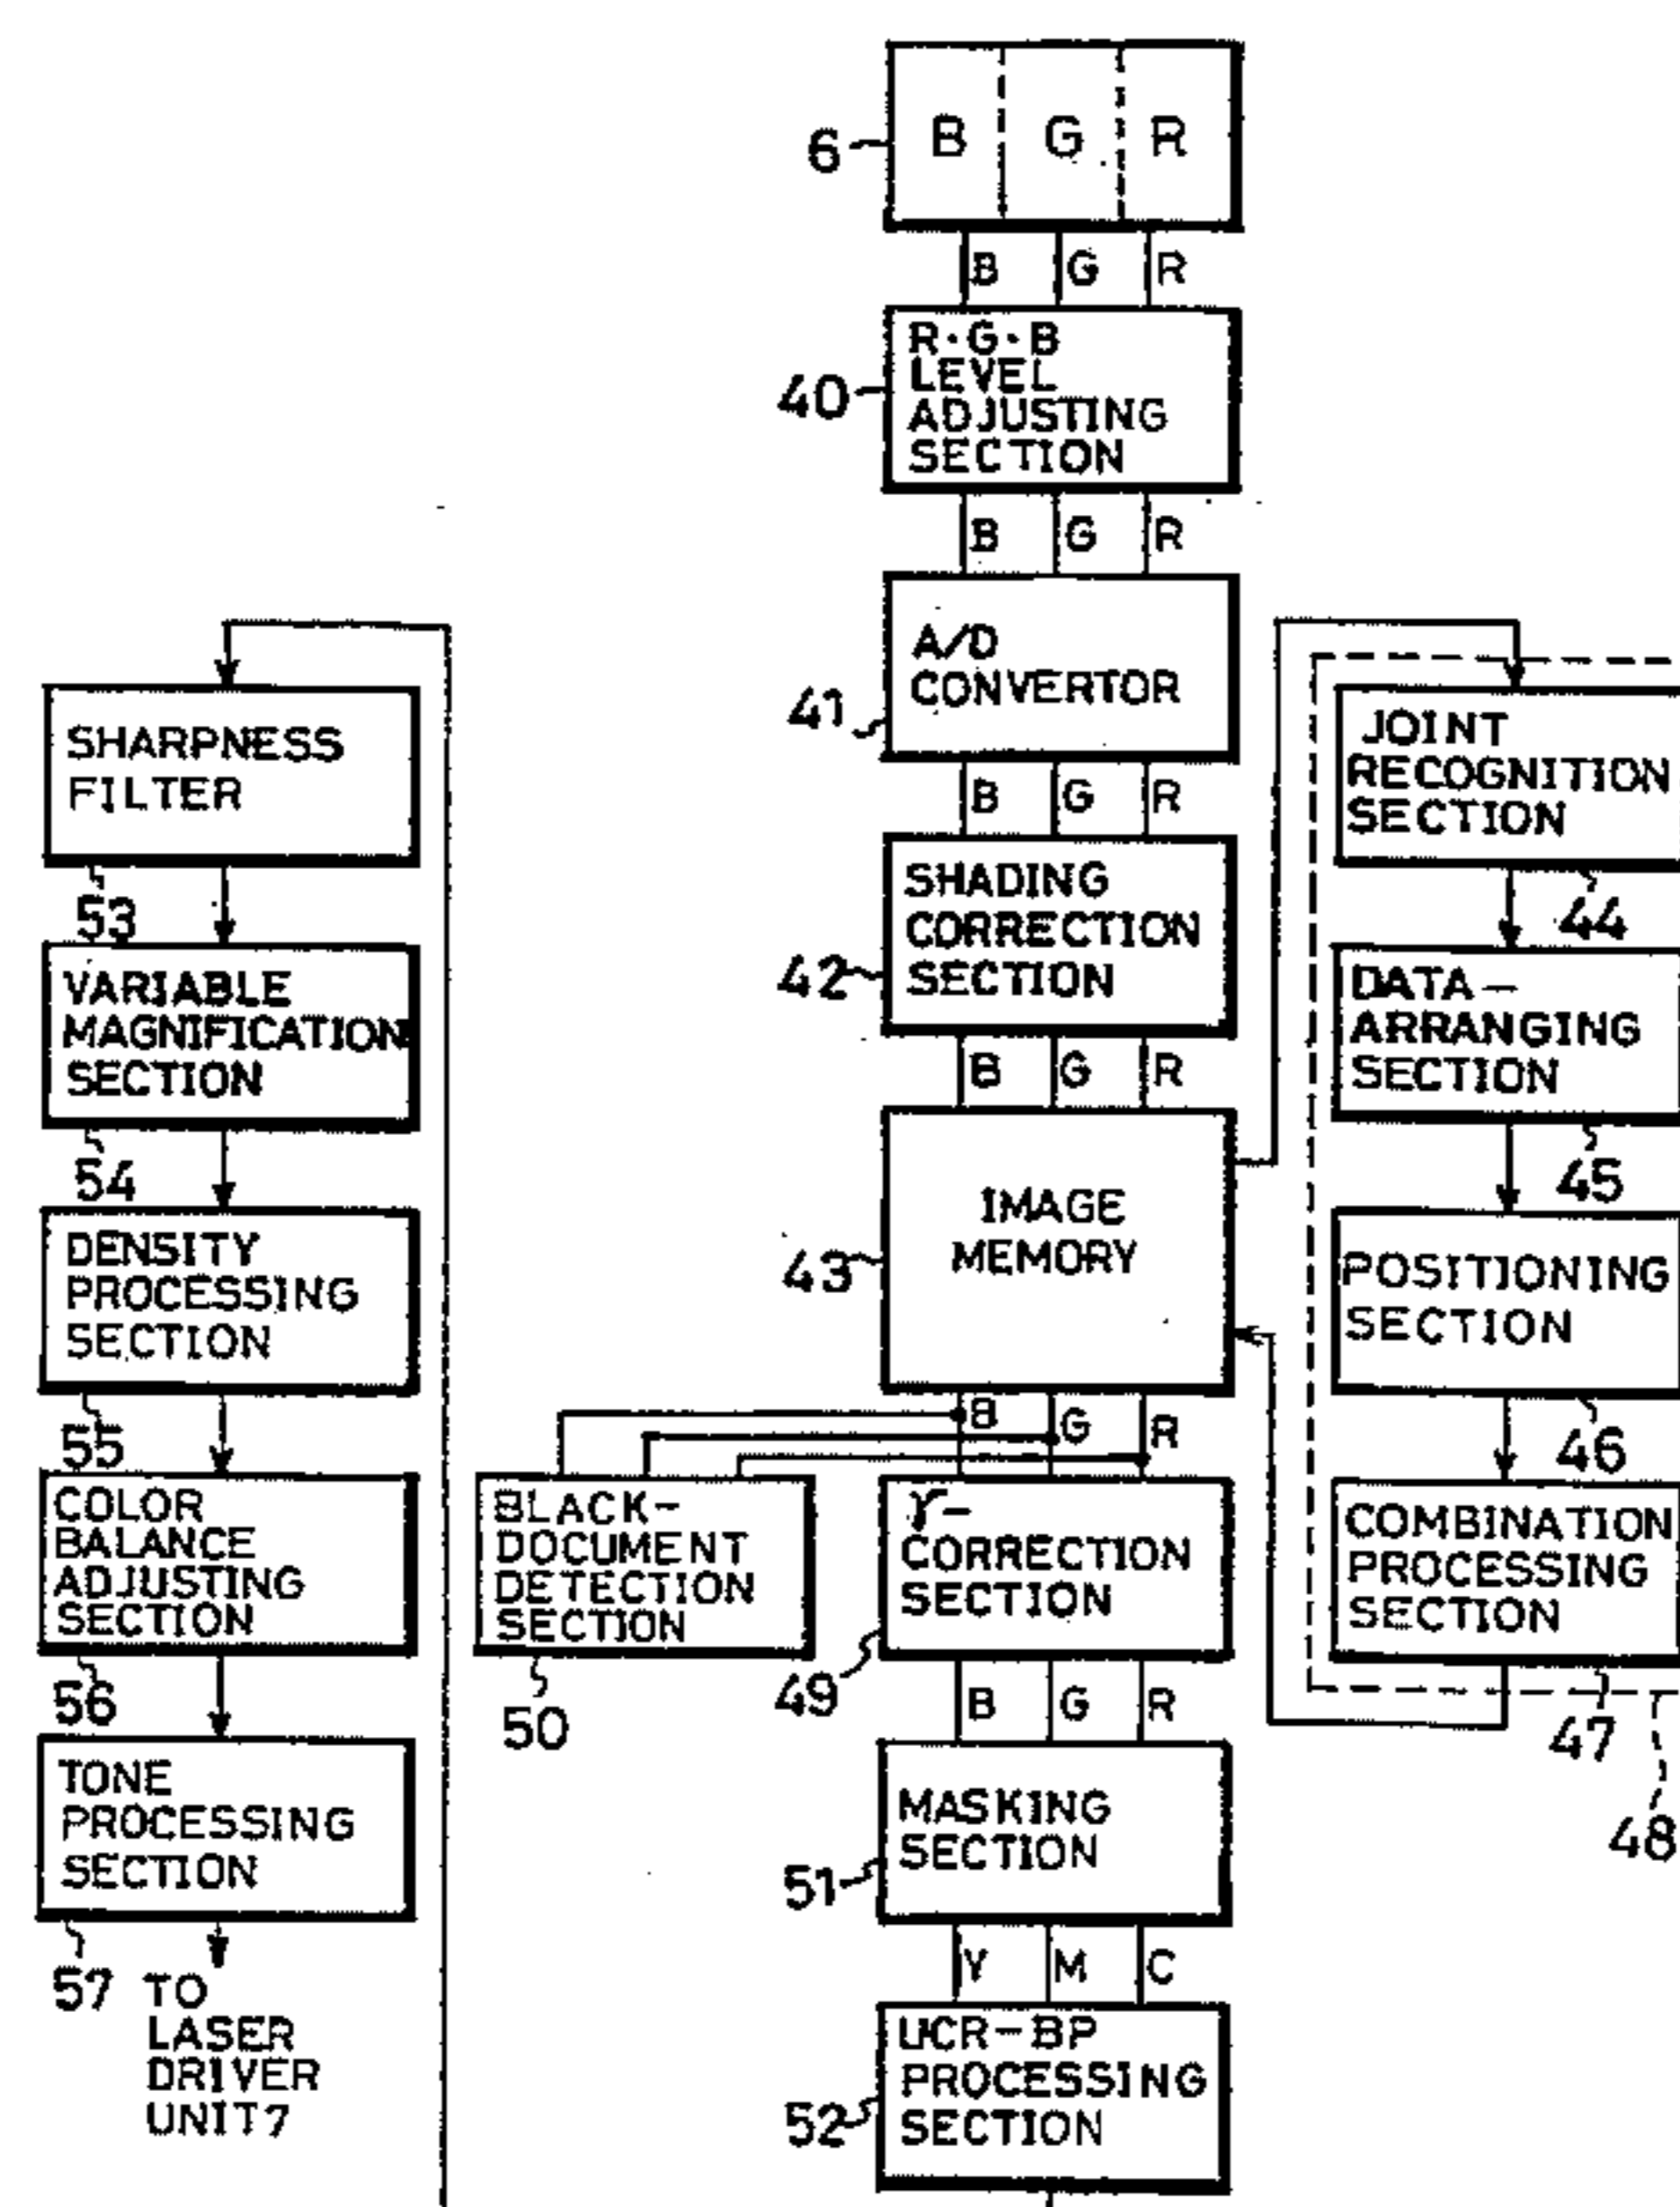 B G R
6
B G R
R·G·B
LEVEL
ADJUSTING
SECTION
40
B G R
A/D
CONVERTOR
41
B G R
SHADING
CORRECTION
SECTION
42
B G R
IMAGE
MEMORY
43
B G R
JOINT
RECOGNITION
SECTION
44
DATA-
ARRANGING
SECTION
45
POSITIONING
SECTION
46
COMBINATION
PROCESSING
SECTION
47
48
BLACK-
DOCUMENT
DETECTION
SECTION
50
γ-
CORRECTION
SECTION
49
B G R
MASKING
SECTION
51
Y M C
UCR-BP
PROCESSING
SECTION
52
SHARPNESS
FILTER
53
VARIABLE
MAGNIFICATION
SECTION
54
DENSITY
PROCESSING
SECTION
55
COLOR
BALANCE
ADJUSTING
SECTION
56
TONE
PROCESSING
SECTION
57
TO
LASER
DRIVER
UNIT7